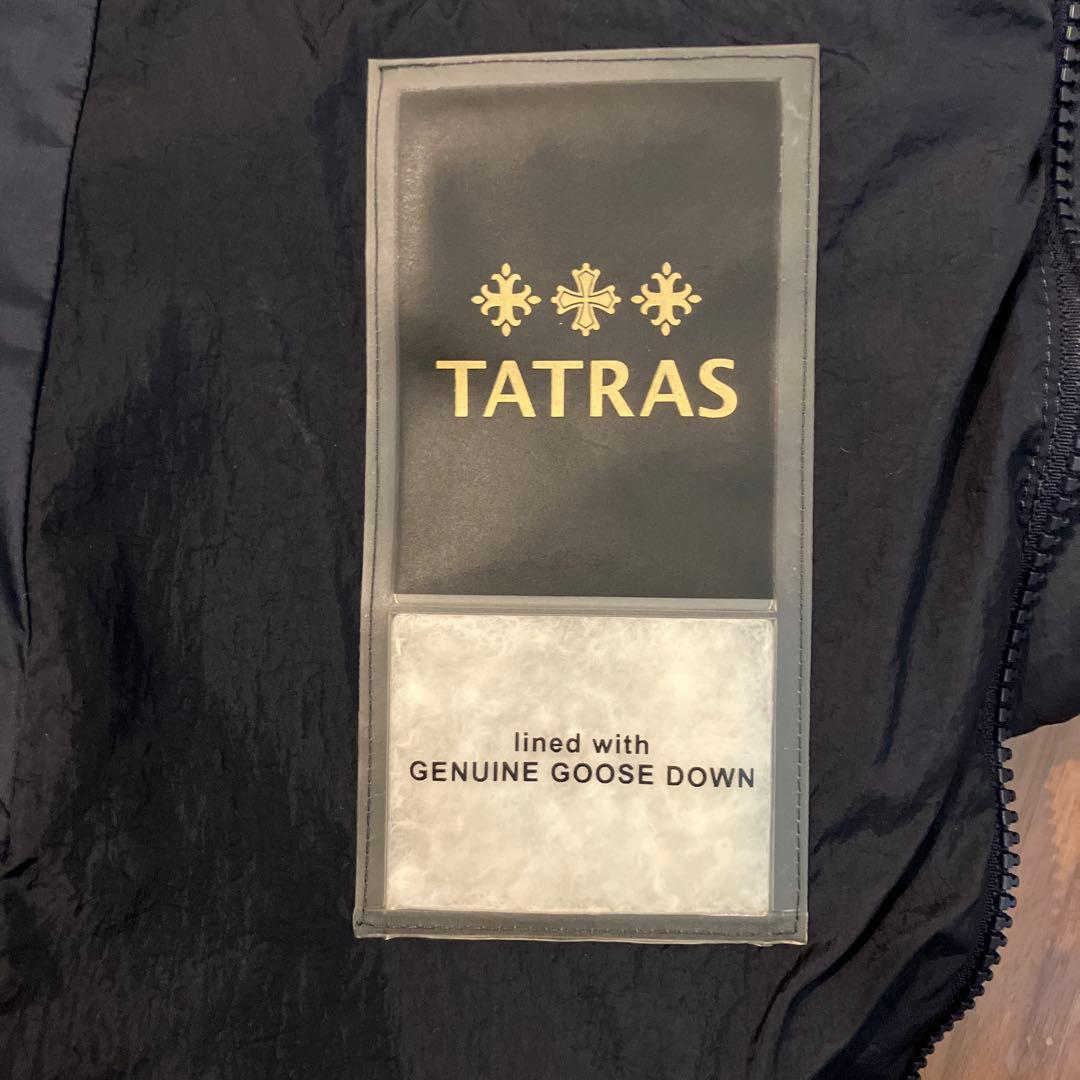 TATRAS
lined with
GENUINE GOOSE DOWN